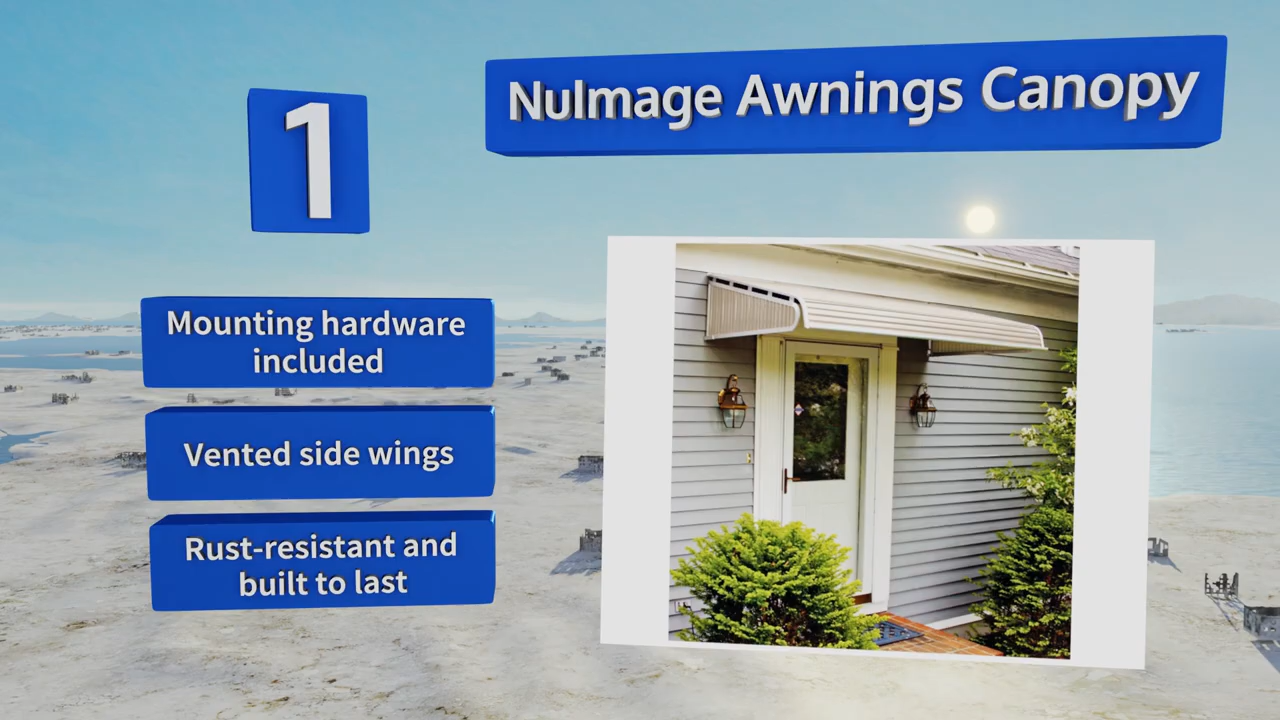 1
NuImage Awnings Canopy
Mounting hardware
included
Vented side wings
Rust-resistant and
built to last